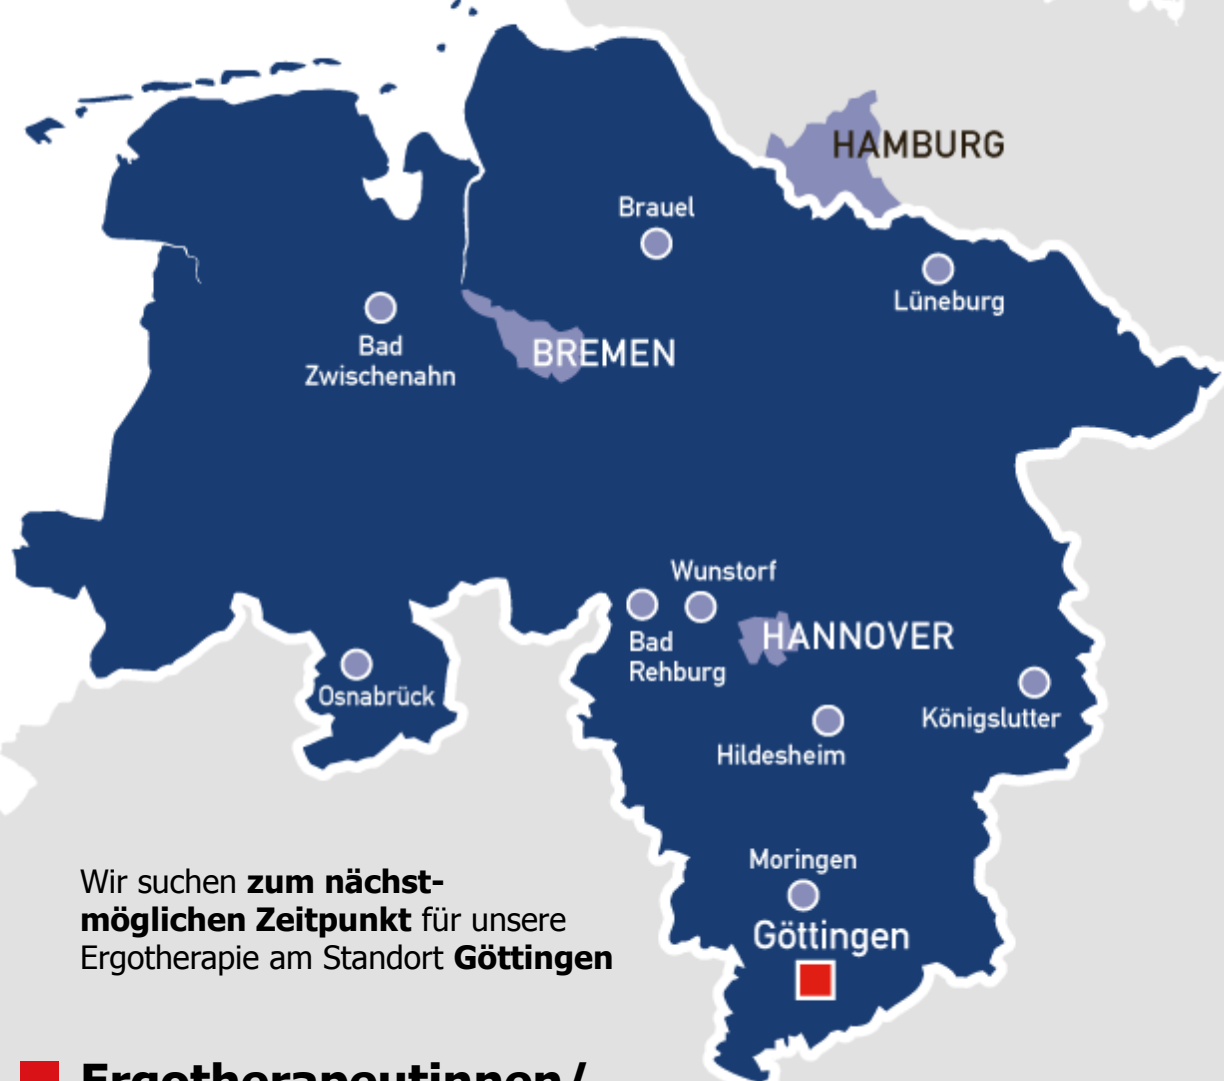 HAMBURG
Brauel
Lüneburg
Bad
Zwischenahn
BREMEN
Wunstorf
Bad
Rehburg
HANNOVER
Osnabrück
Königslutter
Hildesheim
Moringen
Göttingen
Wir suchen zum nächst-
möglichen Zeitpunkt für unsere
Ergotherapie am Standort Göttingen
Ergotherapeutinnen/